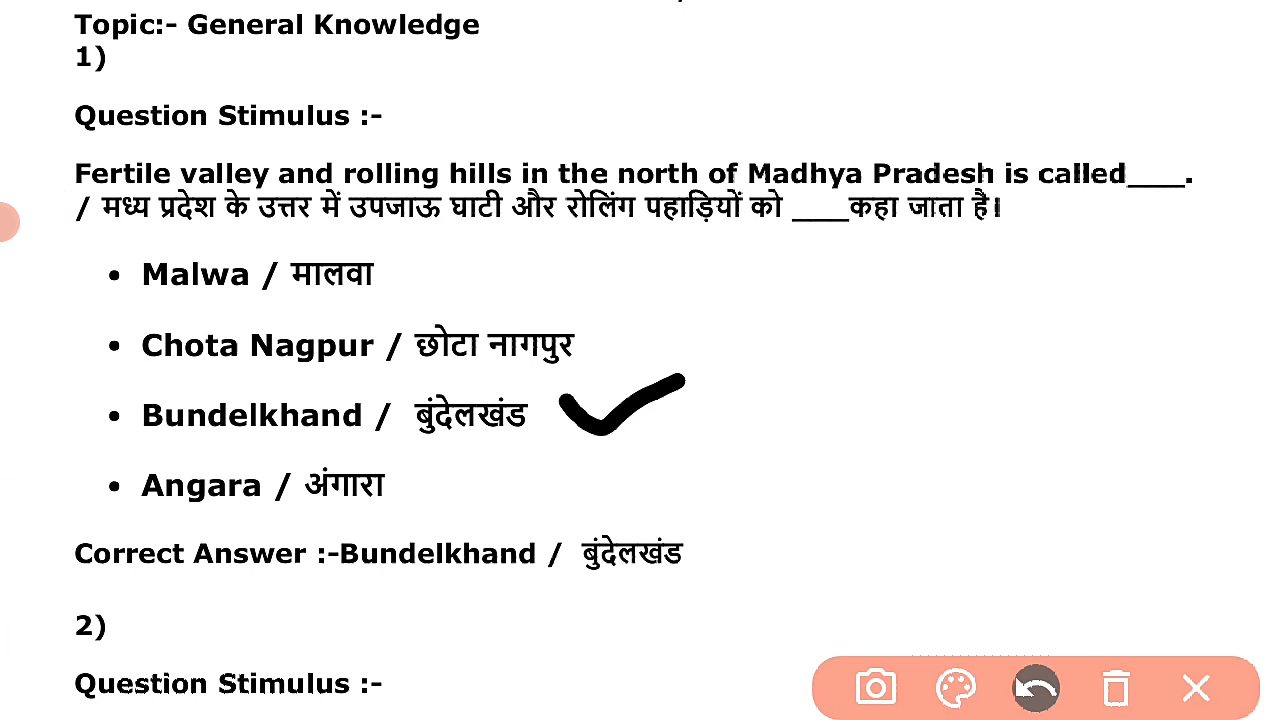 Topic:- General Knowledge
1)
Question Stimulus :-
Fertile valley and rolling hills in the north of Madhya Pradesh is called___.
/ मध्य प्रदेश के उत्तर में उपजाऊ घाटी और रोलिंग पहाड़ियों को ____कहा जाता है।
• Malwa / मालवा
• Chota Nagpur / छोटा नागपुर
• Bundelkhand / बुंदेलखंड
• Angara / अंगारा
Correct Answer :-Bundelkhand / बुंदेलखंड
2)
Question Stimulus :-